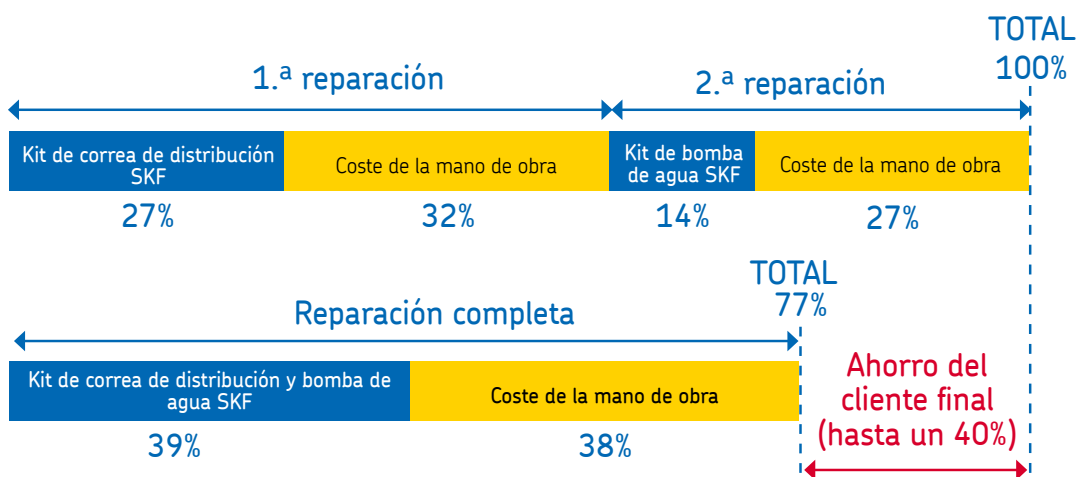 TOTAL
100%
1.ª reparación
2.ª reparación
Kit de correa de distribución
SKF
Coste de la mano de obra
Kit de bomba
de agua SKF
Coste de la mano de obra
27%
32%
14%
27%
TOTAL
77%
Reparación completa
Kit de correa de distribución y bomba de
agua SKF
Coste de la mano de obra
39%
38%
Ahorro del
cliente final
(hasta un 40%)